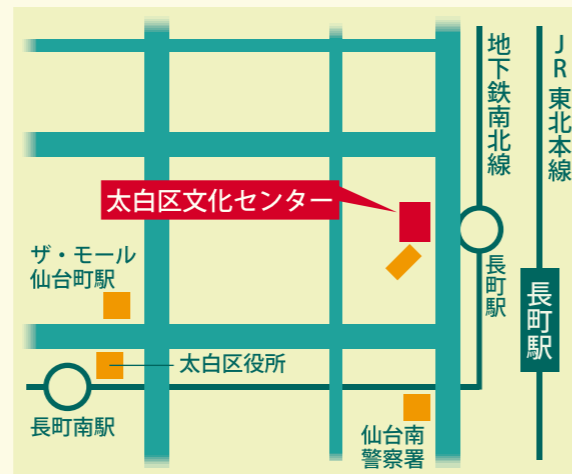 地下鉄南北線
JR東北本線
太白区文化センター
ザ・モール
仙台町駅
長町駅
長町駅
太白区役所
長町南駅
仙台南
警察署